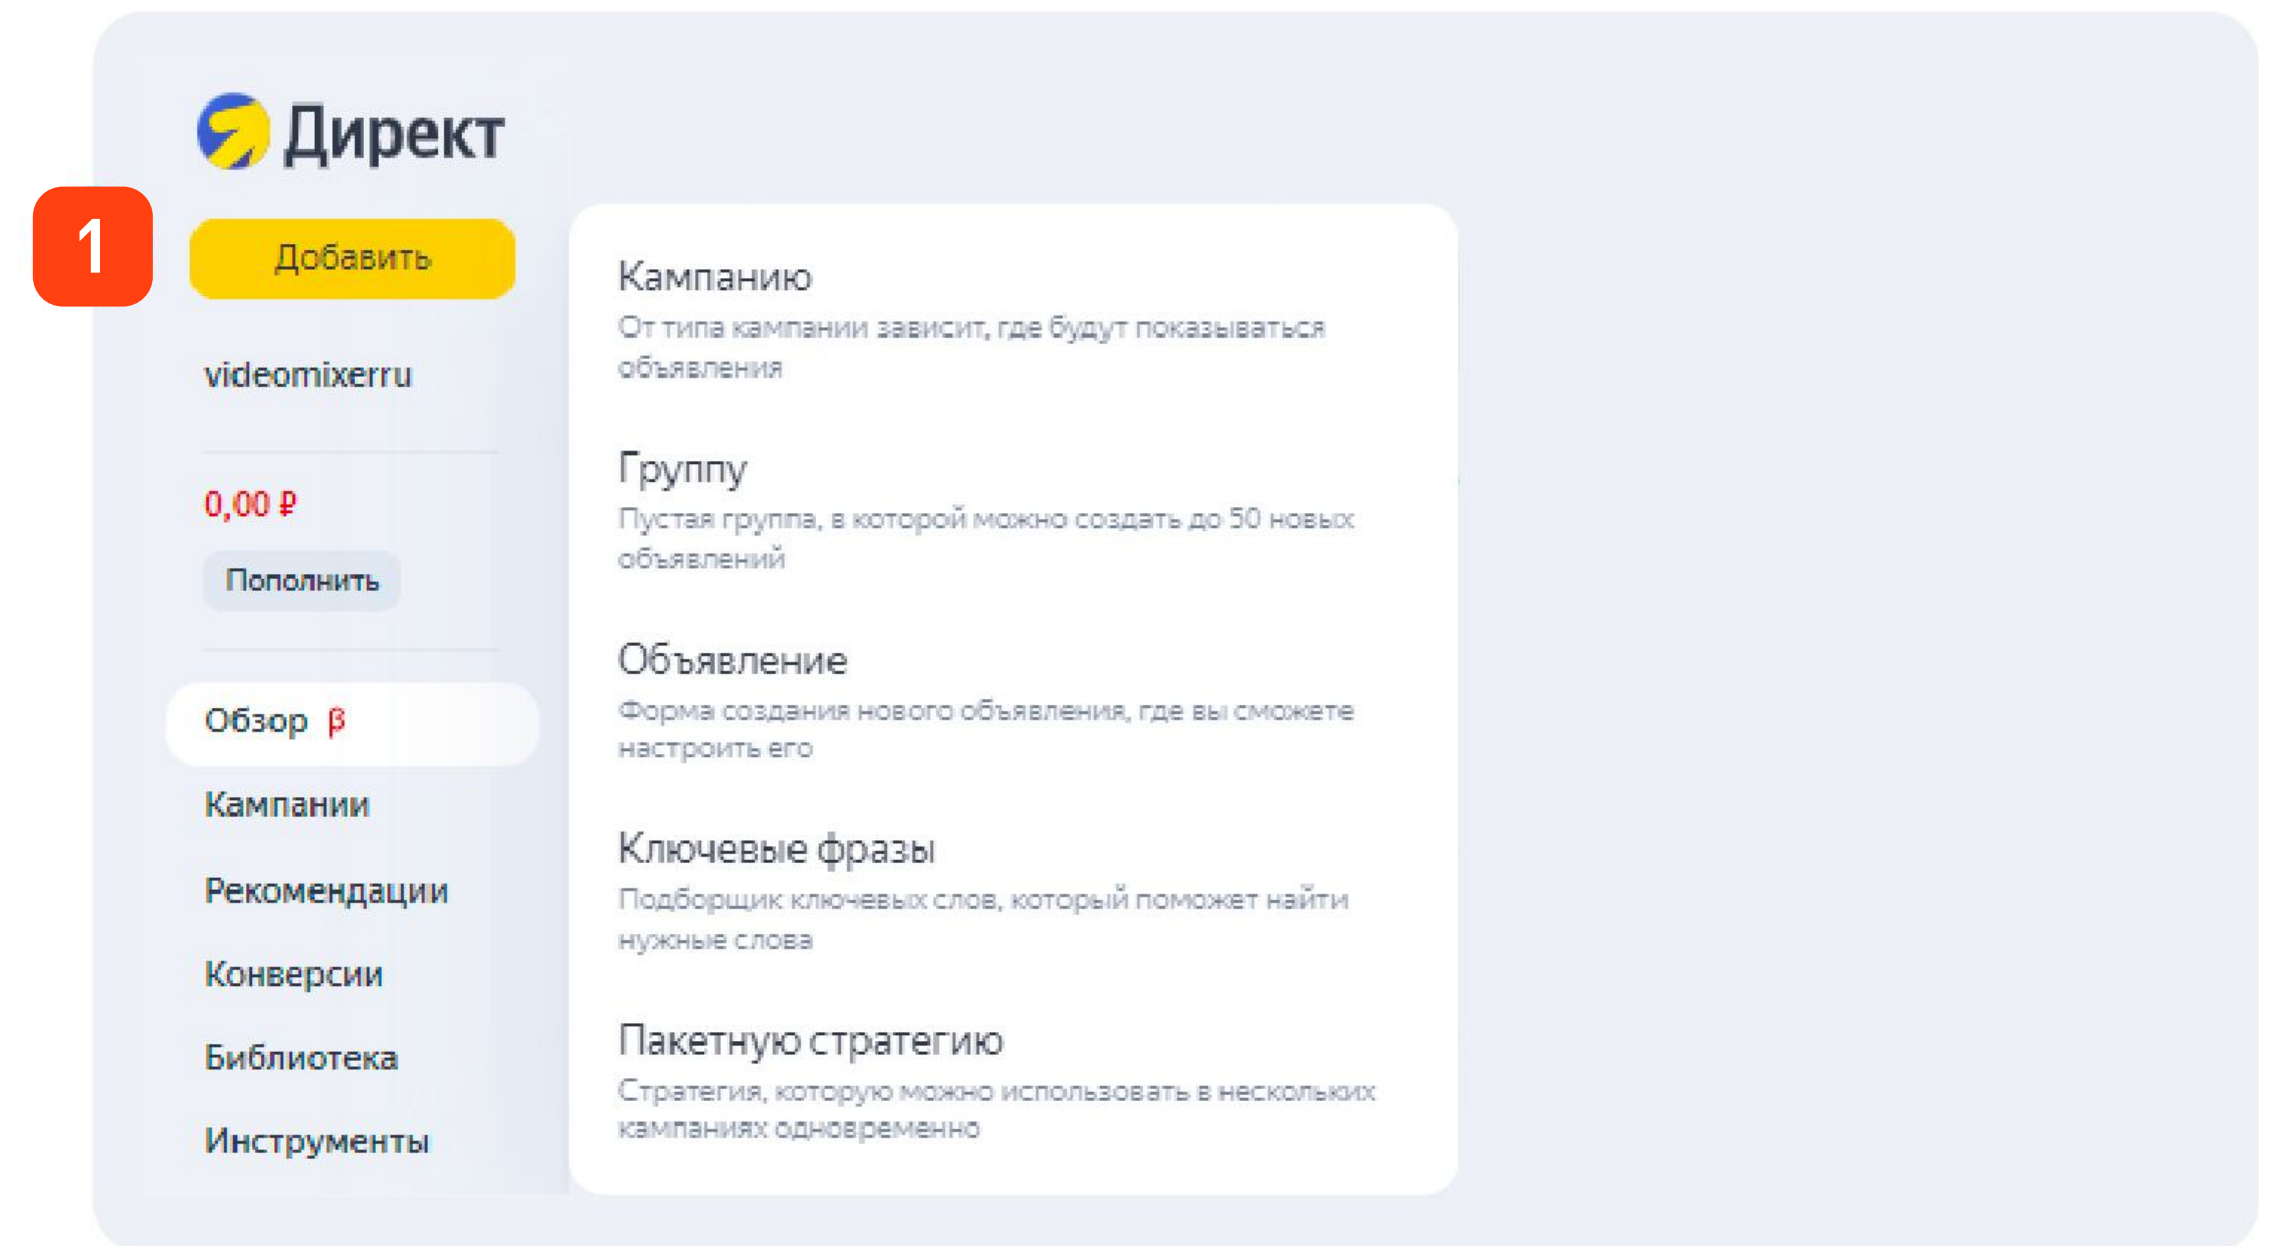 Директ
1
Добавить
videomixerru
0,00 ₽
Пополнить
Обзор β
Кампании
Рекомендации
Конверсии
Библиотека
Инструменты
Кампанию
От типа кампании зависит, где будут показываться
объявления
Группу
Пустая группа, в которой можно создать до 50 новых
объявлений
Объявление
Форма создания нового объявления, где вы сможете
настроить его
Ключевые фразы
Подборщик ключевых слов, который поможет найти
нужные слова
Пакетную стратегию
Стратегия, которую можно использовать в нескольких
кампаниях одновременно